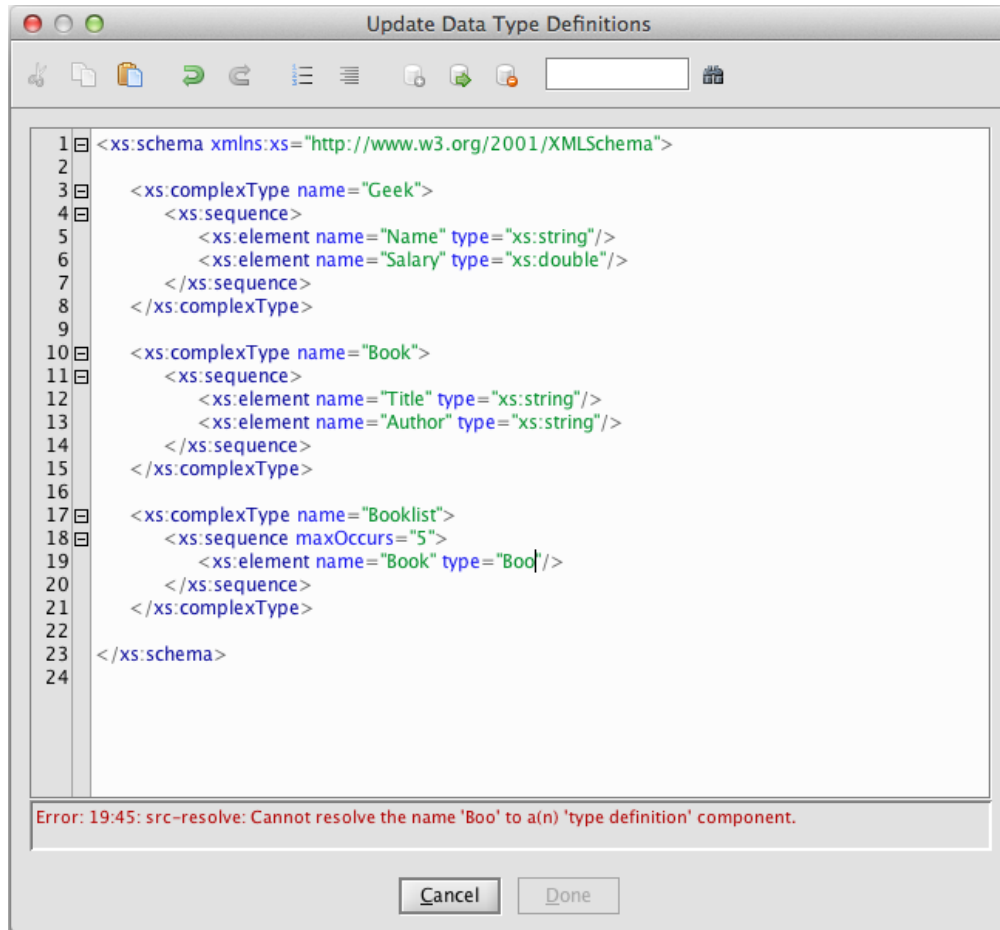 Update Data Type Definitions
1 <xs:schema xmlns:xs="http://www.w3.org/2001/XMLSchema">
2
3 <xs:complexType name="Geek">
4 <xs:sequence>
5 <xs:element name="Name" type="xs:string"/>
6 <xs:element name="Salary" type="xs:double"/>
7 </xs:sequence>
8 </xs:complexType>
9
10 <xs:complexType name="Book">
11 <xs:sequence>
12 <xs:element name="Title" type="xs:string"/>
13 <xs:element name="Author" type="xs:string"/>
14 </xs:sequence>
15 </xs:complexType>
16
17 <xs:complexType name="Booklist">
18 <xs:sequence maxOccurs="5">
19 <xs:element name="Book" type="Boo"/>
20 </xs:sequence>
21 </xs:complexType>
22
23 </xs:schema>
24
Error: 19:45: src-resolve: Cannot resolve the name 'Boo' to a(n) 'type definition' component.
Cancel
Done